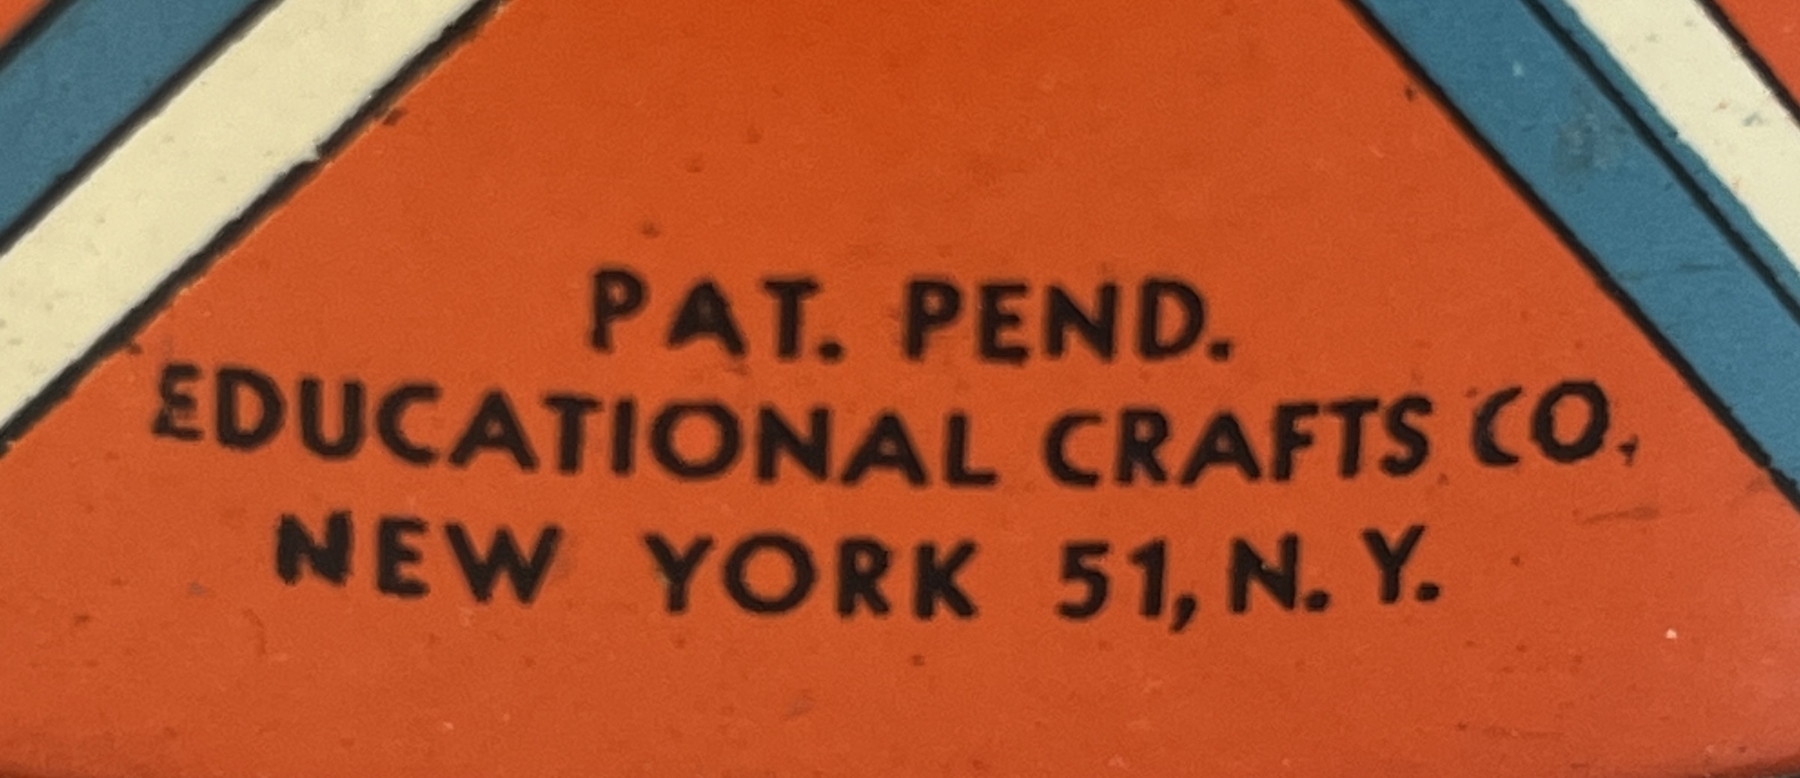 PAT. PEND.
EDUCATIONAL CRAFTS CO.
NEW YORK 51, N. Y.